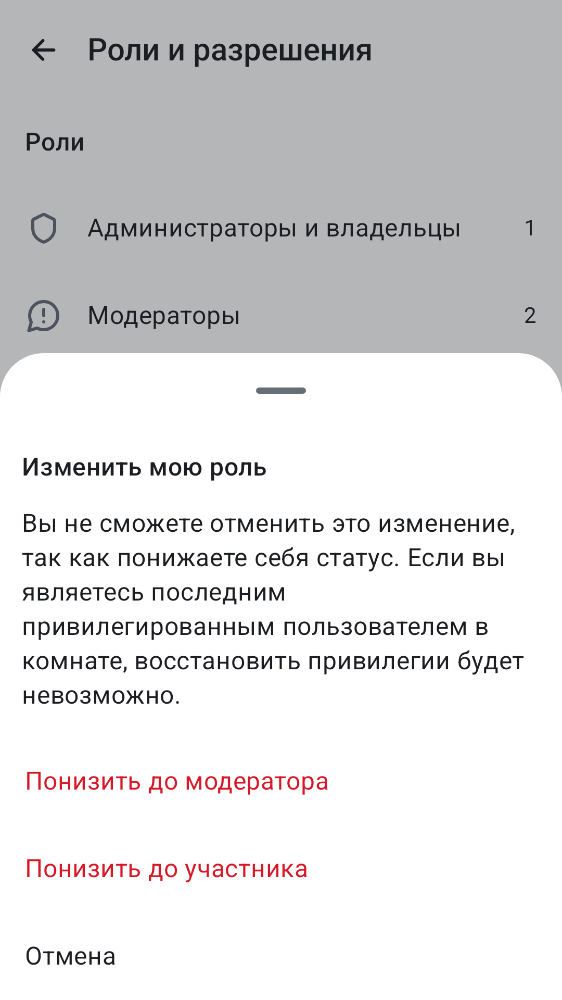 Роли и разрешения
Роли
Администраторы и владельцы 1
Модераторы 2
Изменить мою роль
Вы не сможете отменить это изменение,
так как понижаете себя статус. Если вы
являетесь последним
привилегированным пользователем в
комнате, восстановить привилегии будет
невозможно.
Понизить до модератора
Понизить до участника
Отмена